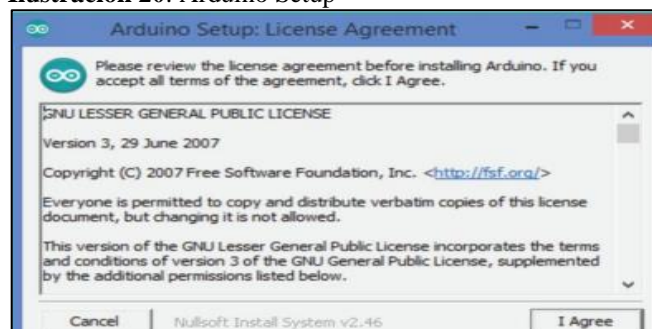 Ilustración 20. Arduino Setup
Arduino Setup: License Agreement
Please review the license agreement before installing Arduino. If you
accept all terms of the agreement, click I Agree.
GNU LESSER GENERAL PUBLIC LICENSE
Version 3, 29 June 2007
Copyright (C) 2007 Free Software Foundation, Inc. <http://fsf.org/>
Everyone is permitted to copy and distribute verbatim copies of this license
document, but changing it is not allowed.
This version of the GNU Lesser General Public License incorporates the terms
and conditions of version 3 of the GNU General Public License, supplemented
by the additional permissions listed below.
Cancel
Nullsoft Install System v2.46
I Agree